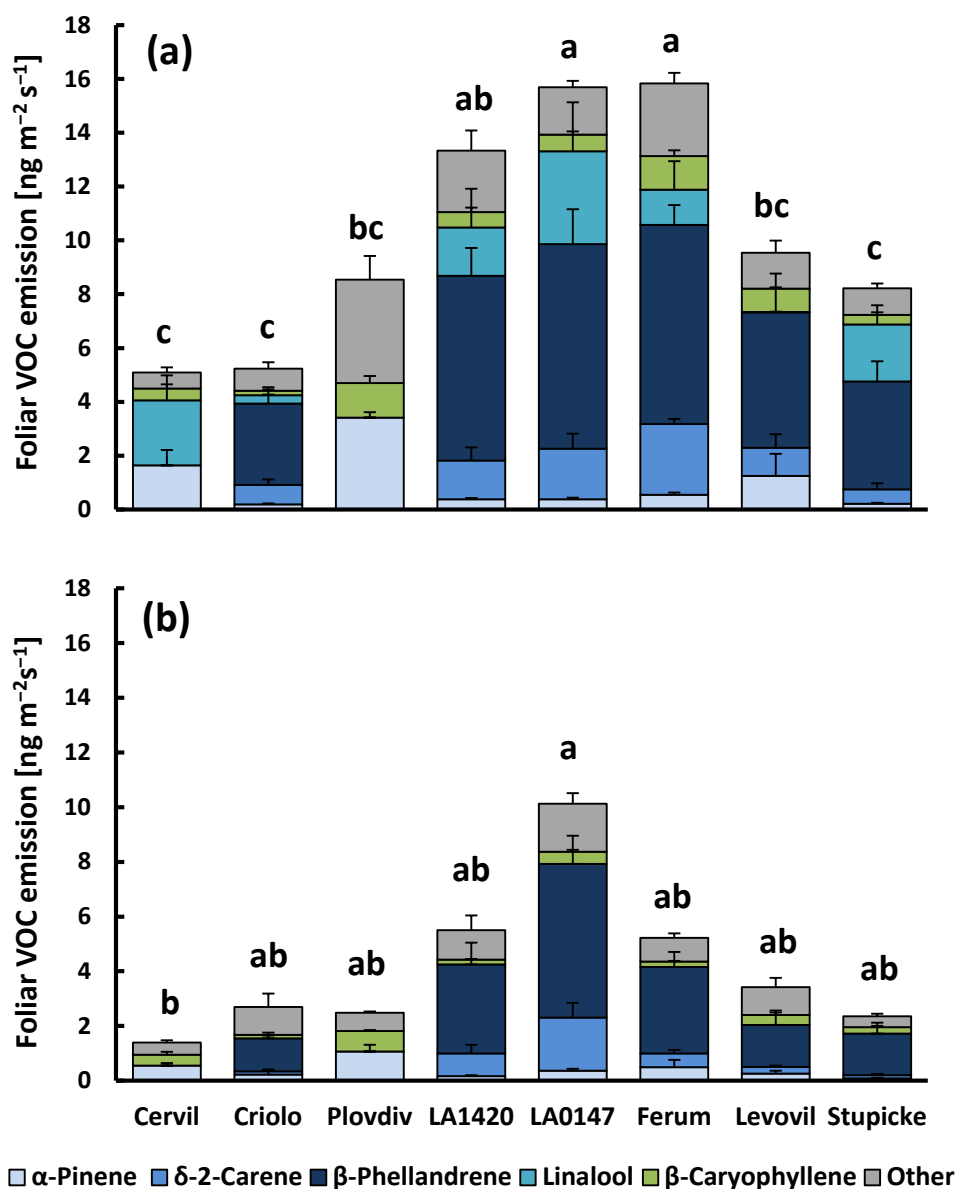 18
(a)
16
14
12
10
8
6
4
2
0
Foliar VOC emission [ng m⁻² s⁻¹]
c
c
bc
ab
a
a
bc
c
18
(b)
16
14
12
10
8
6
4
2
0
Foliar VOC emission [ng m⁻²s⁻¹]
b
ab
ab
ab
a
ab
ab
ab
Cervil Criolo Plovdiv LA1420 LA0147 Ferum Levovil Stupicke
α-Pinene δ-2-Carene β-Phellandrene Linalool β-Caryophyllene Other